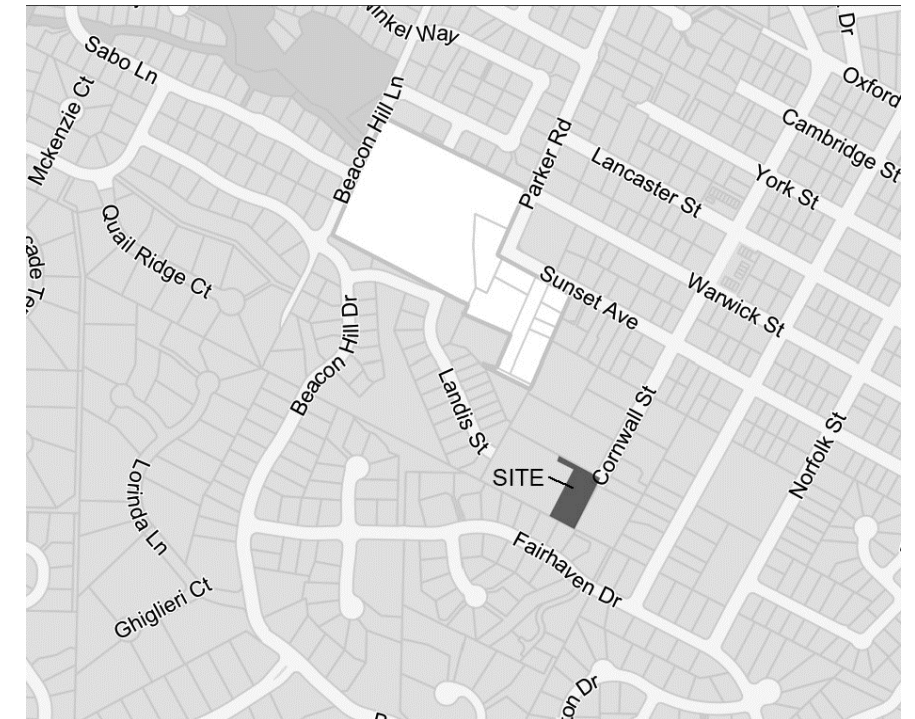 Winkel Way
Dr
Sabo Ln
Oxford
Mckenzie Ct
Beacon Hill Ln
Parker Rd
Cambridge St
Lancaster St
York St
Quail Ridge Ct
Sunset Ave
Warwick St
Beacon Hill Dr
Landis St
Cornwall St
Norfolk St
SITE
Lorinda Ln
Fairhaven Dr
Ghiglieri Ct
Dr